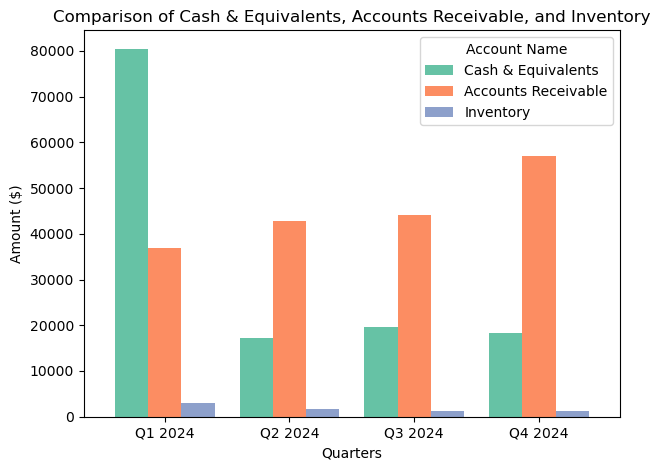 Comparison of Cash & Equivalents, Accounts Receivable, and Inventory
Account Name
Cash & Equivalents
Accounts Receivable
Inventory
Amount ($)
80000
70000
60000
50000
40000
30000
20000
10000
0
Q1 2024 Q2 2024 Q3 2024 Q4 2024
Quarters